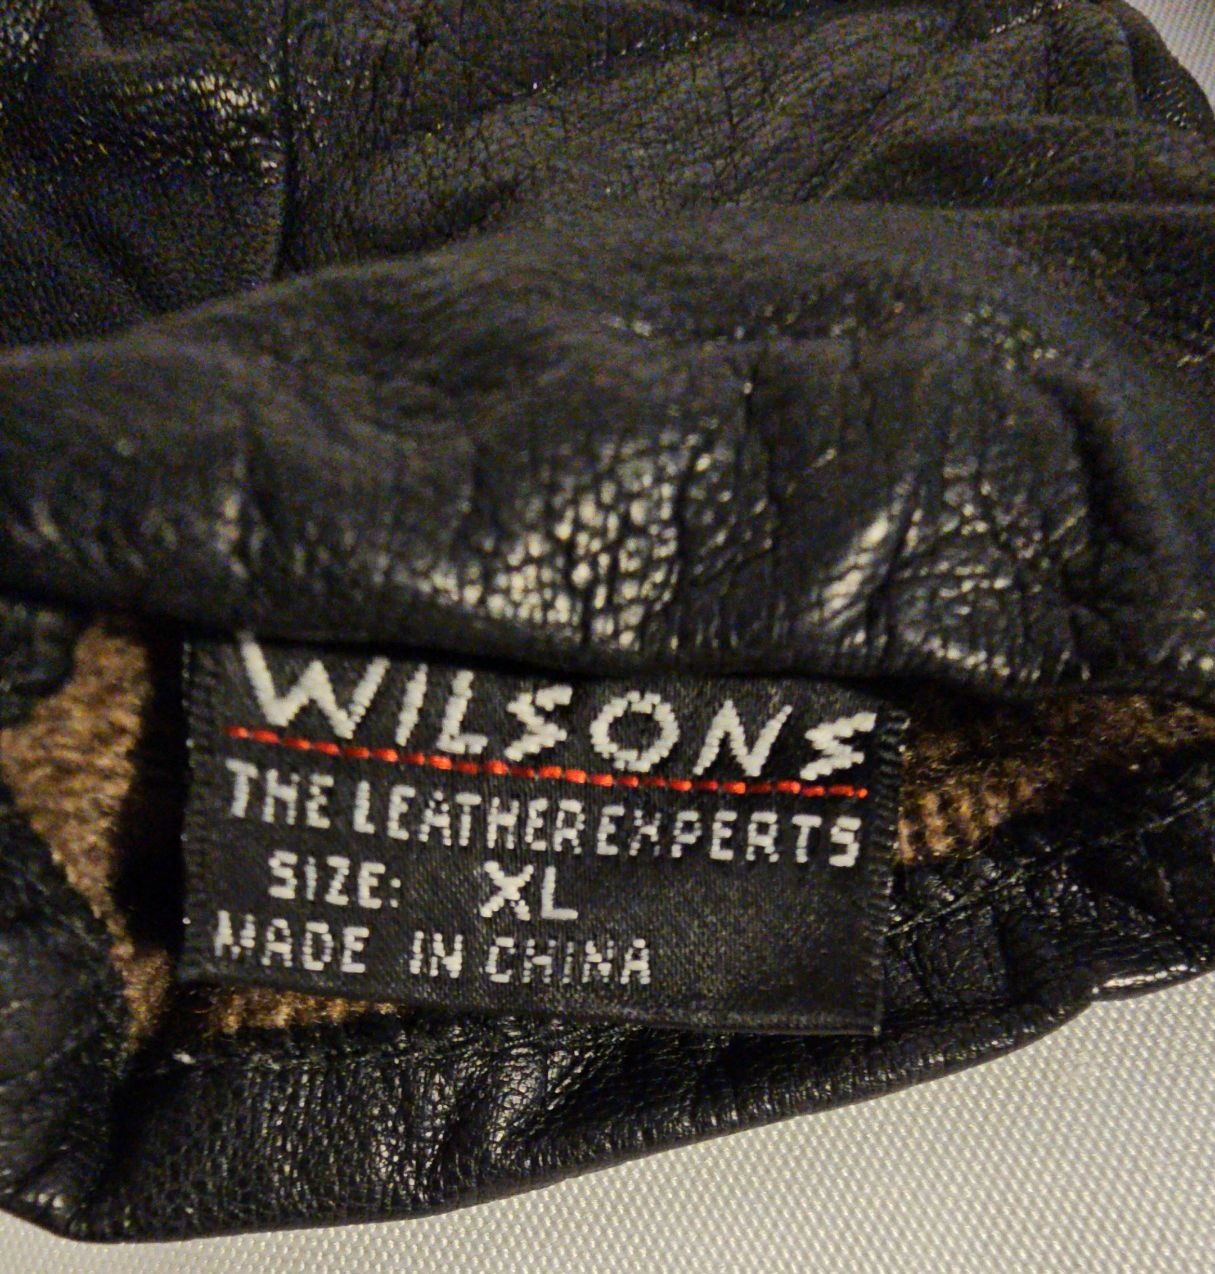 WILSONS
THE LEATHER EXPERTS
SIZE: XL
MADE IN CHINA